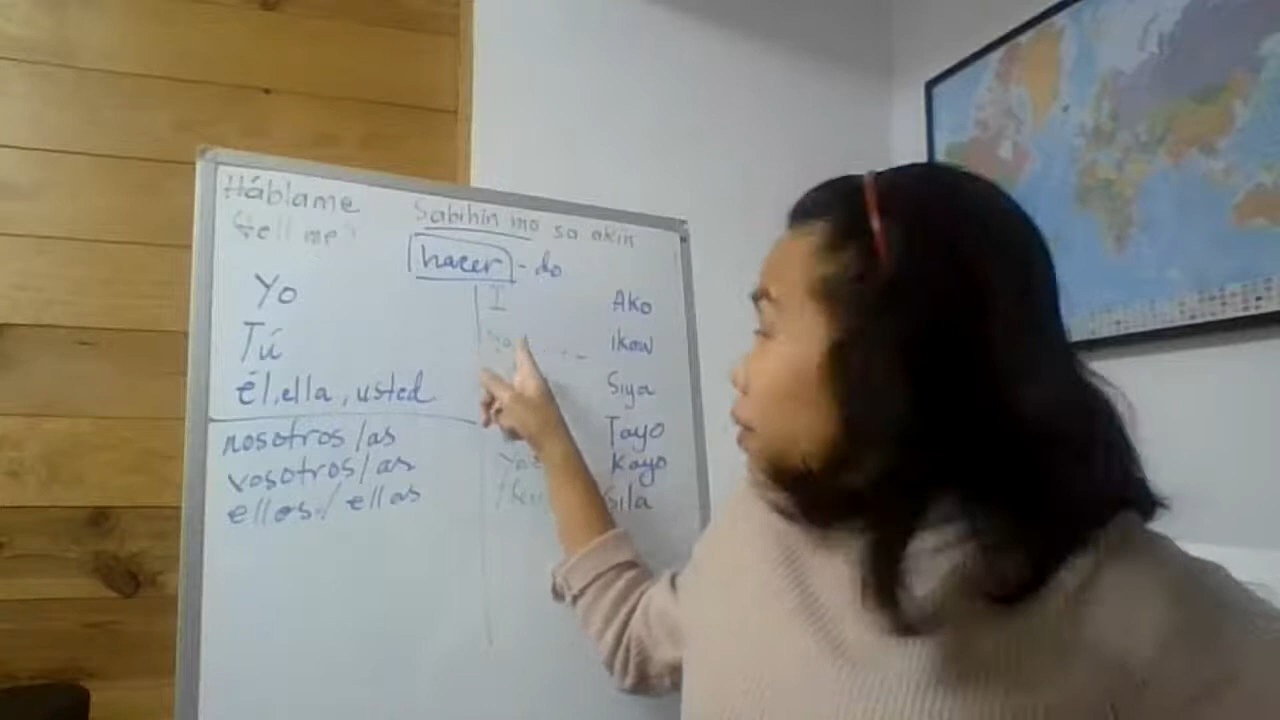 Háblame Sabihin mo sa akin
tell me
hacer - do
Yo I Ako
Tú ikaw
él, ella, usted Siya
nosotros/as Tayo
vosotros/as Kayo
ellos / ellas Sila